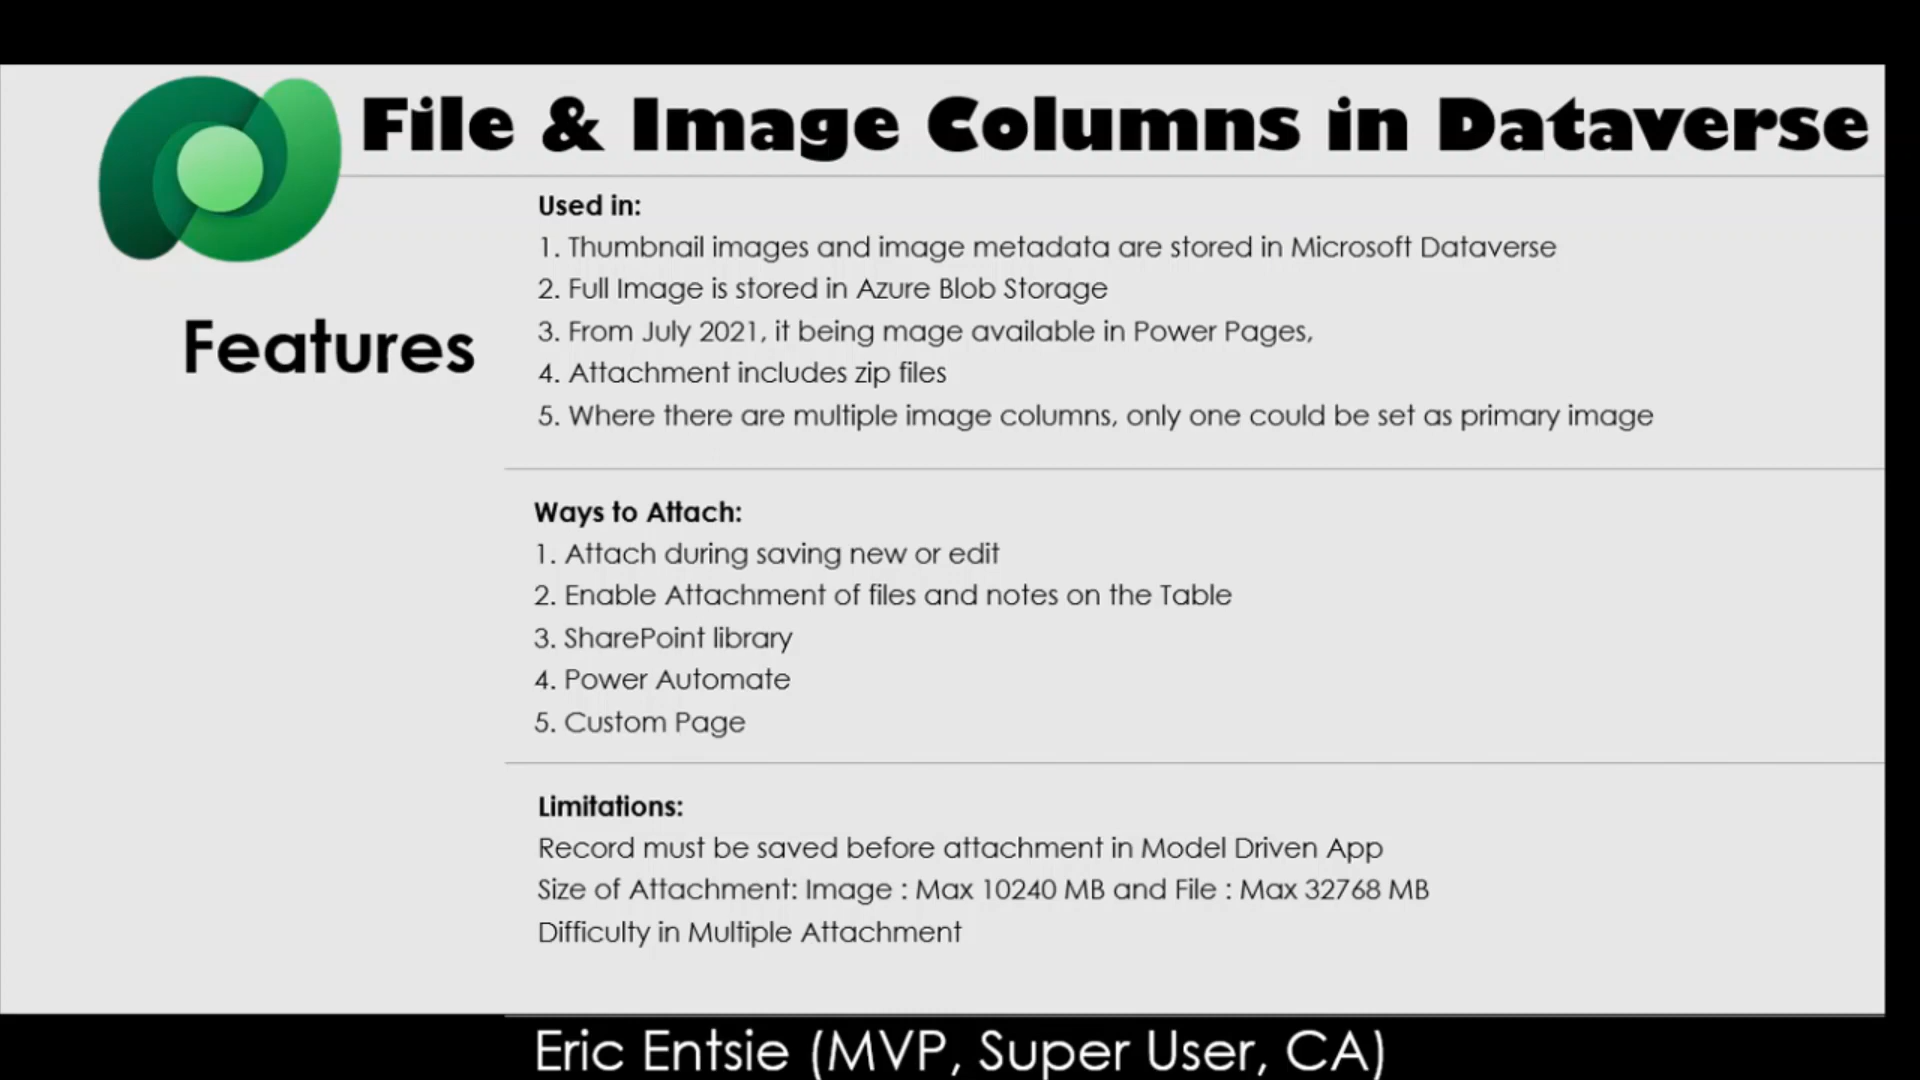 File & Image Columns in Dataverse
Features
Used in:
1. Thumbnail images and image metadata are stored in Microsoft Dataverse
2. Full Image is stored in Azure Blob Storage
3. From July 2021, it being mage available in Power Pages,
4. Attachment includes zip files
5. Where there are multiple image columns, only one could be set as primary image
Ways to Attach:
1. Attach during saving new or edit
2. Enable Attachment of files and notes on the Table
3. SharePoint library
4. Power Automate
5. Custom Page
Limitations:
Record must be saved before attachment in Model Driven App
Size of Attachment: Image : Max 10240 MB and File : Max 32768 MB
Difficulty in Multiple Attachment
Eric Entsie (MVP, Super User, CA)